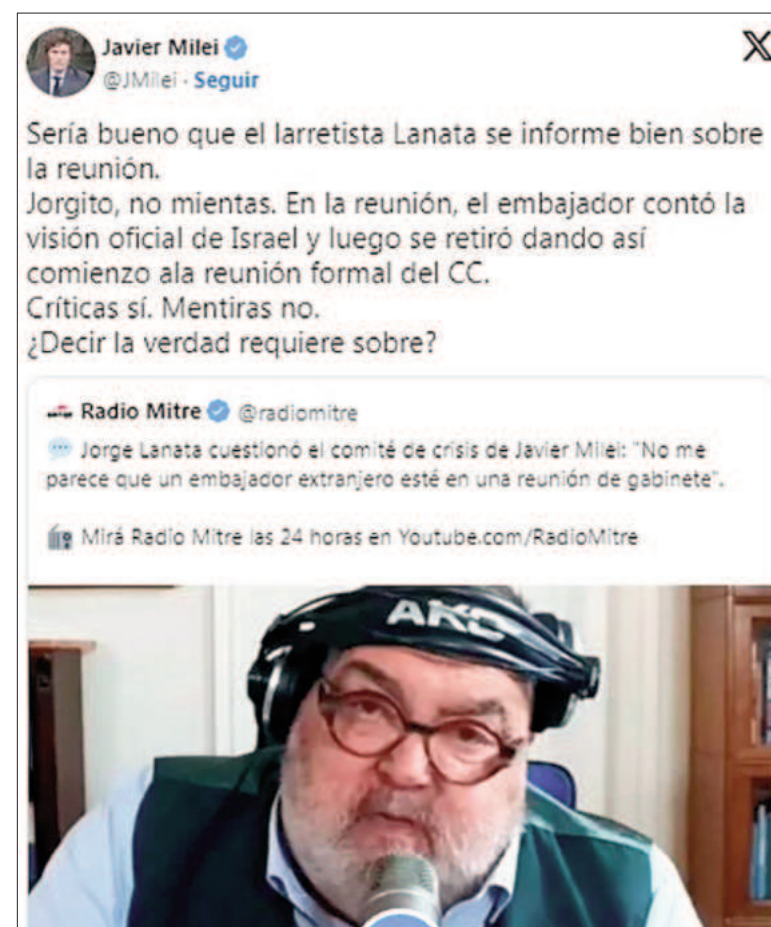 Javier Milei
@JMilei · Seguir
Sería bueno que el larretista Lanata se informe bien sobre
la reunión.
Jorgito, no mientas. En la reunión, el embajador contó la
visión oficial de Israel y luego se retiró dando así
comienzo ala reunión formal del CC.
Críticas sí. Mentiras no.
¿Decir la verdad requiere sobre?
Radio Mitre @radiomitre
Jorge Lanata cuestionó el comité de crisis de Javier Milei: "No me
parece que un embajador extranjero esté en una reunión de gabinete".
Mirá Radio Mitre las 24 horas en Youtube.com/RadioMitre
AKG